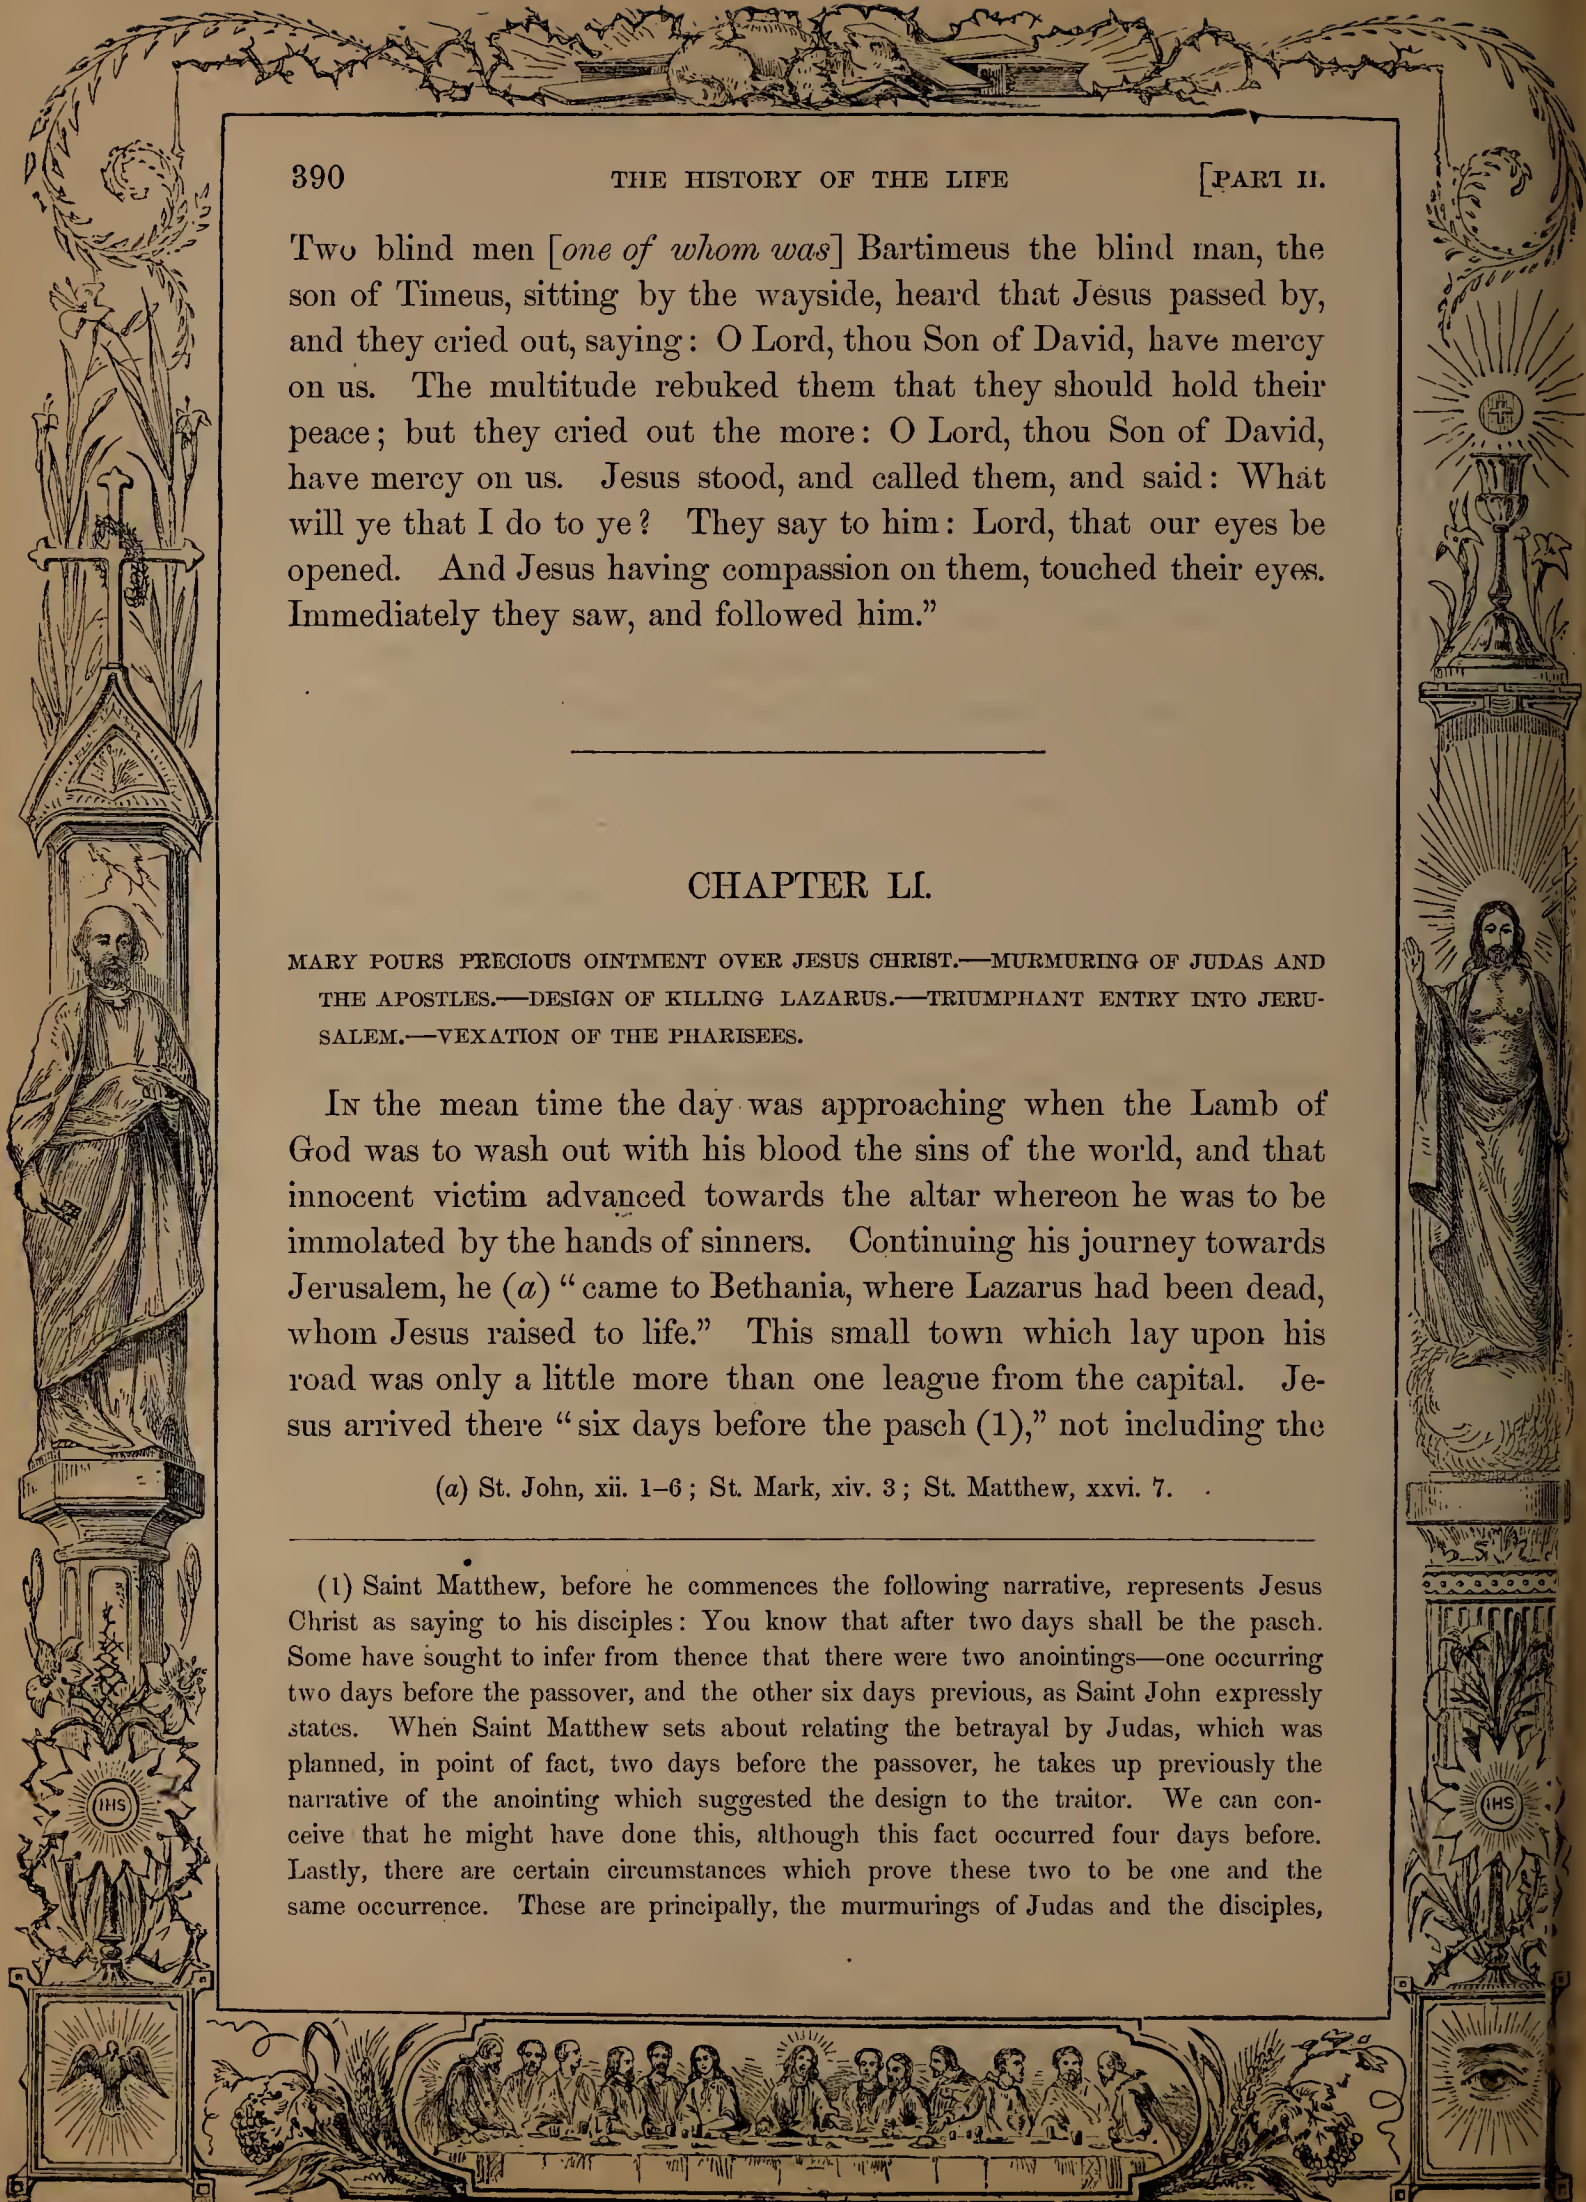 390 THE HISTORY OF THE LIFE [PART II.
Two blind men [one of whom was] Bartimeus the blind man, the
son of Timeus, sitting by the wayside, heard that Jesus passed by,
and they cried out, saying: O Lord, thou Son of David, have mercy
on us. The multitude rebuked them that they should hold their
peace; but they cried out the more: O Lord, thou Son of David,
have mercy on us. Jesus stood, and called them, and said: What
will ye that I do to ye? They say to him: Lord, that our eyes be
opened. And Jesus having compassion on them, touched their eyes.
Immediately they saw, and followed him.”
CHAPTER LI.
MARY POURS PRECIOUS OINTMENT OVER JESUS CHRIST.—MURMURING OF JUDAS AND
THE APOSTLES.—DESIGN OF KILLING LAZARUS.—TRIUMPHANT ENTRY INTO JERU-
SALEM.—VEXATION OF THE PHARISEES.
IN the mean time the day was approaching when the Lamb of
God was to wash out with his blood the sins of the world, and that
innocent victim advanced towards the altar whereon he was to be
immolated by the hands of sinners. Continuing his journey towards
Jerusalem, he (a) “came to Bethania, where Lazarus had been dead,
whom Jesus raised to life.” This small town which lay upon his
road was only a little more than one league from the capital. Je-
sus arrived there “six days before the pasch (1),” not including the
(a) St. John, xii. 1–6; St. Mark, xiv. 3; St. Matthew, xxvi. 7.
(1) Saint Matthew, before he commences the following narrative, represents Jesus
Christ as saying to his disciples: You know that after two days shall be the pasch.
Some have sought to infer from thence that there were two anointings—one occurring
two days before the passover, and the other six days previous, as Saint John expressly
states. When Saint Matthew sets about relating the betrayal by Judas, which was
planned, in point of fact, two days before the passover, he takes up previously the
narrative of the anointing which suggested the design to the traitor. We can con-
ceive that he might have done this, although this fact occurred four days before.
Lastly, there are certain circumstances which prove these two to be one and the
same occurrence. These are principally, the murmurings of Judas and the disciples,
IHS
IHS